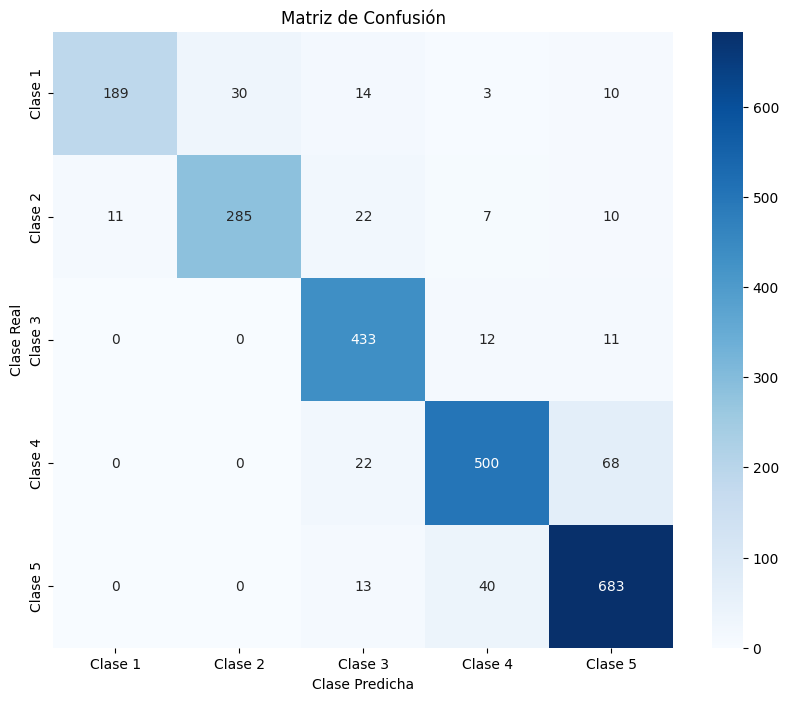 Matriz de Confusión
Clase Real
Clase 1
189 30 14 3 10
Clase 2
11 285 22 7 10
Clase 3
0 0 433 12 11
Clase 4
0 0 22 500 68
Clase 5
0 0 13 40 683
Clase 1 Clase 2 Clase 3 Clase 4 Clase 5
Clase Predicha
600
500
400
300
200
100
0